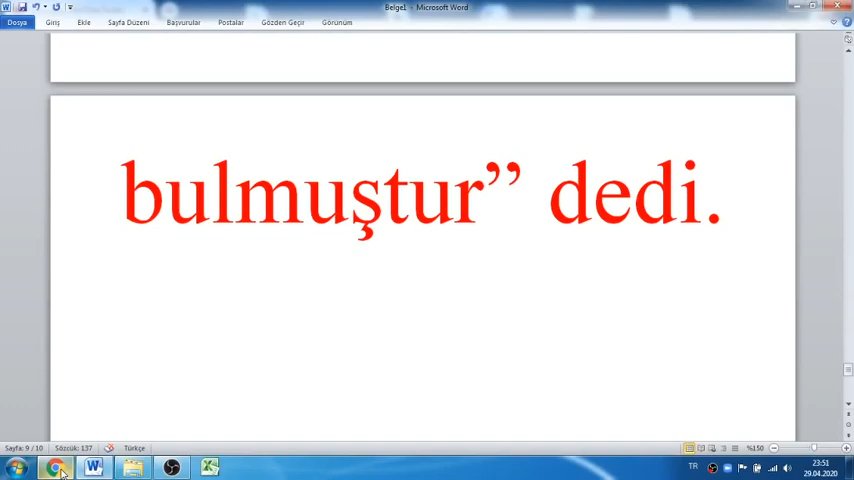 Belge1 - Microsoft Word
Dosya Giriş Ekle Sayfa Düzeni Başvurular Postalar Gözden Geçir Görünüm
bulmuştur” dedi.
Sayfa: 9 / 10 Sözcük: 137 Türkçe %150
TR 23:51
29.04.2020